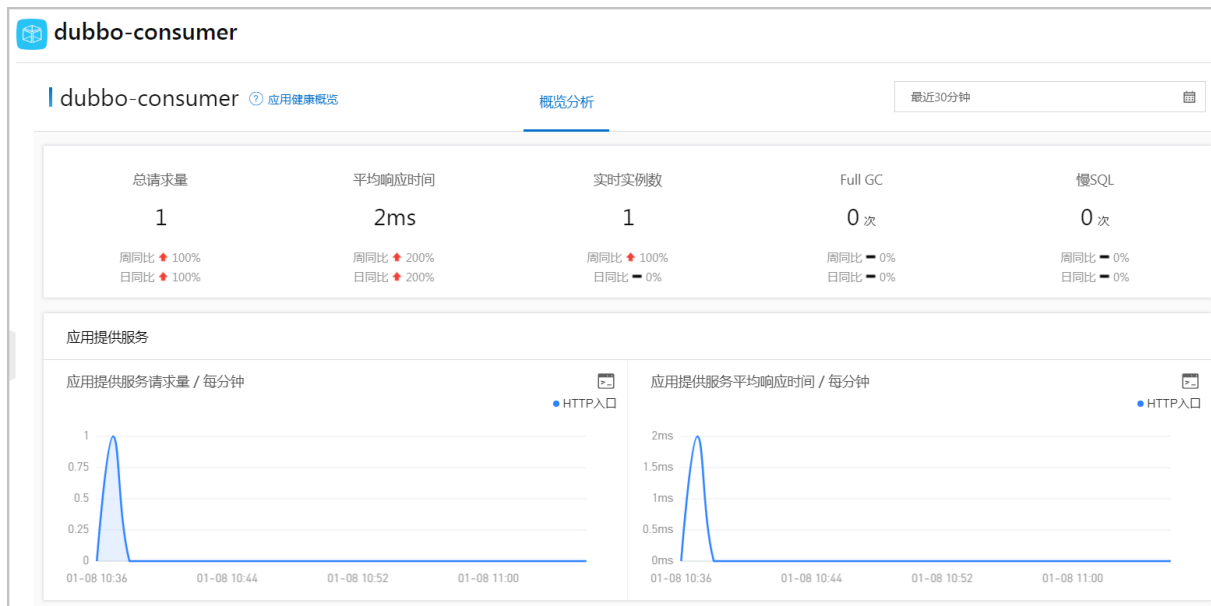 dubbo-consumer
dubbo-consumer ? 应用健康概览 概览分析 最近30分钟
总请求量 平均响应时间 实时实例数 Full GC 慢SQL
1 2ms 1 0 次 0 次
周同比 100% 周同比 200% 周同比 100% 周同比 0% 周同比 0%
日同比 100% 日同比 200% 日同比 0% 日同比 0% 日同比 0%
应用提供服务
应用提供服务请求量 / 每分钟
HTTP入口
1
0.75
0.5
0.25
0
01-08 10:36 01-08 10:44 01-08 10:52 01-08 11:00
应用提供服务平均响应时间 / 每分钟
HTTP入口
2ms
1.5ms
1ms
0.5ms
0ms
01-08 10:36 01-08 10:44 01-08 10:52 01-08 11:00